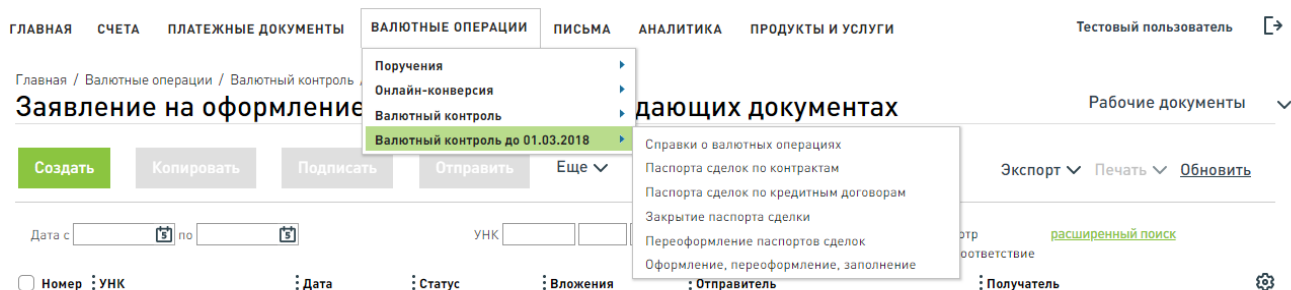 ГЛАВНАЯ СЧЕТА ПЛАТЕЖНЫЕ ДОКУМЕНТЫ ВАЛЮТНЫЕ ОПЕРАЦИИ ПИСЬМА АНАЛИТИКА ПРОДУКТЫ И УСЛУГИ Тестовый пользователь
Главная / Валютные операции / Валютный контроль /
Заявление на оформление дающих документах Рабочие документы
Поручения
Онлайн-конверсия
Валютный контроль
Валютный контроль до 01.03.2018
Справки о валютных операциях
Паспорта сделок по контрактам
Паспорта сделок по кредитным договорам
Закрытие паспорта сделки
Переоформление паспортов сделок
Оформление, переоформление, заполнение
Создать Копировать Подписать Отправить Еще Экспорт Печать Обновить
Дата с 5 по 5 УНК отр расширенный поиск
оответствие
Номер УНК Дата Статус Вложения Отправитель Получатель